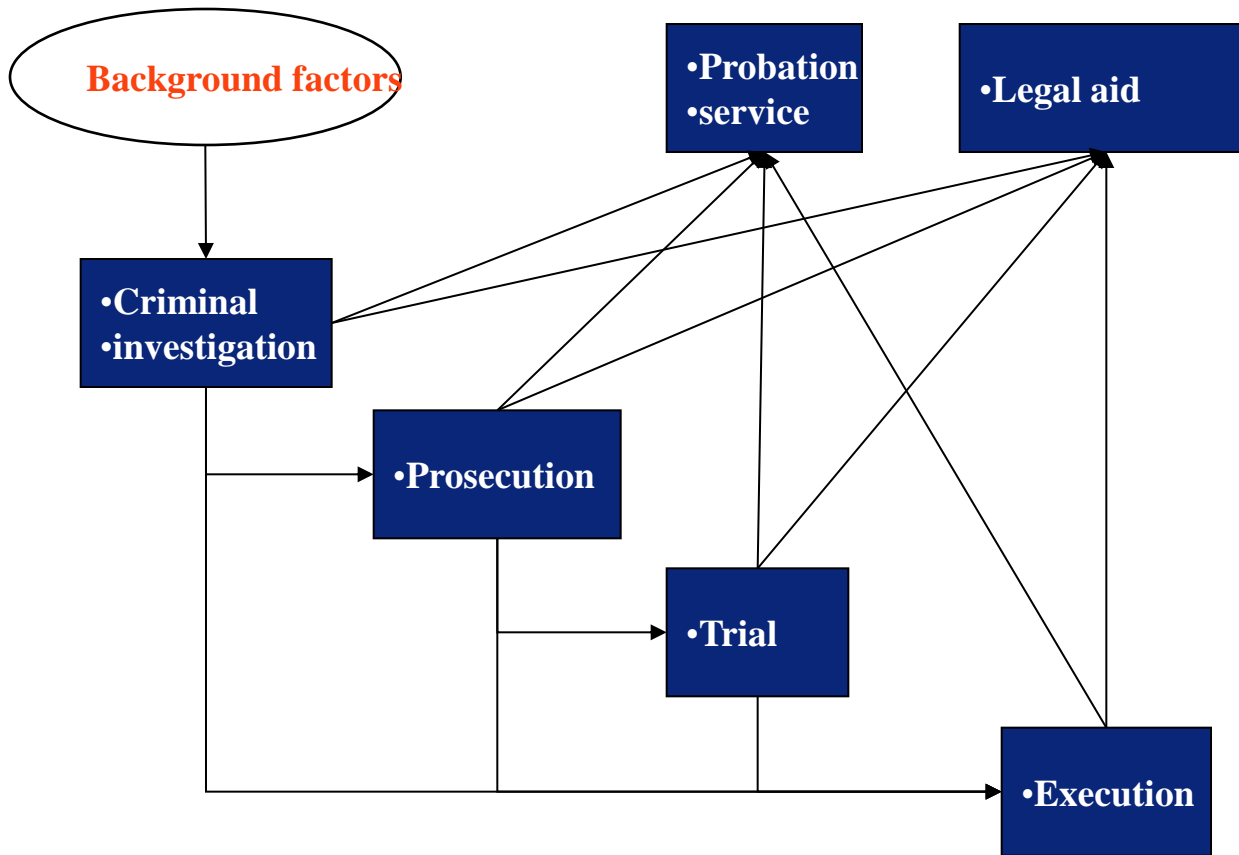 Background factors
•Probation
•service
•Legal aid
•Criminal
•investigation
•Prosecution
•Trial
•Execution